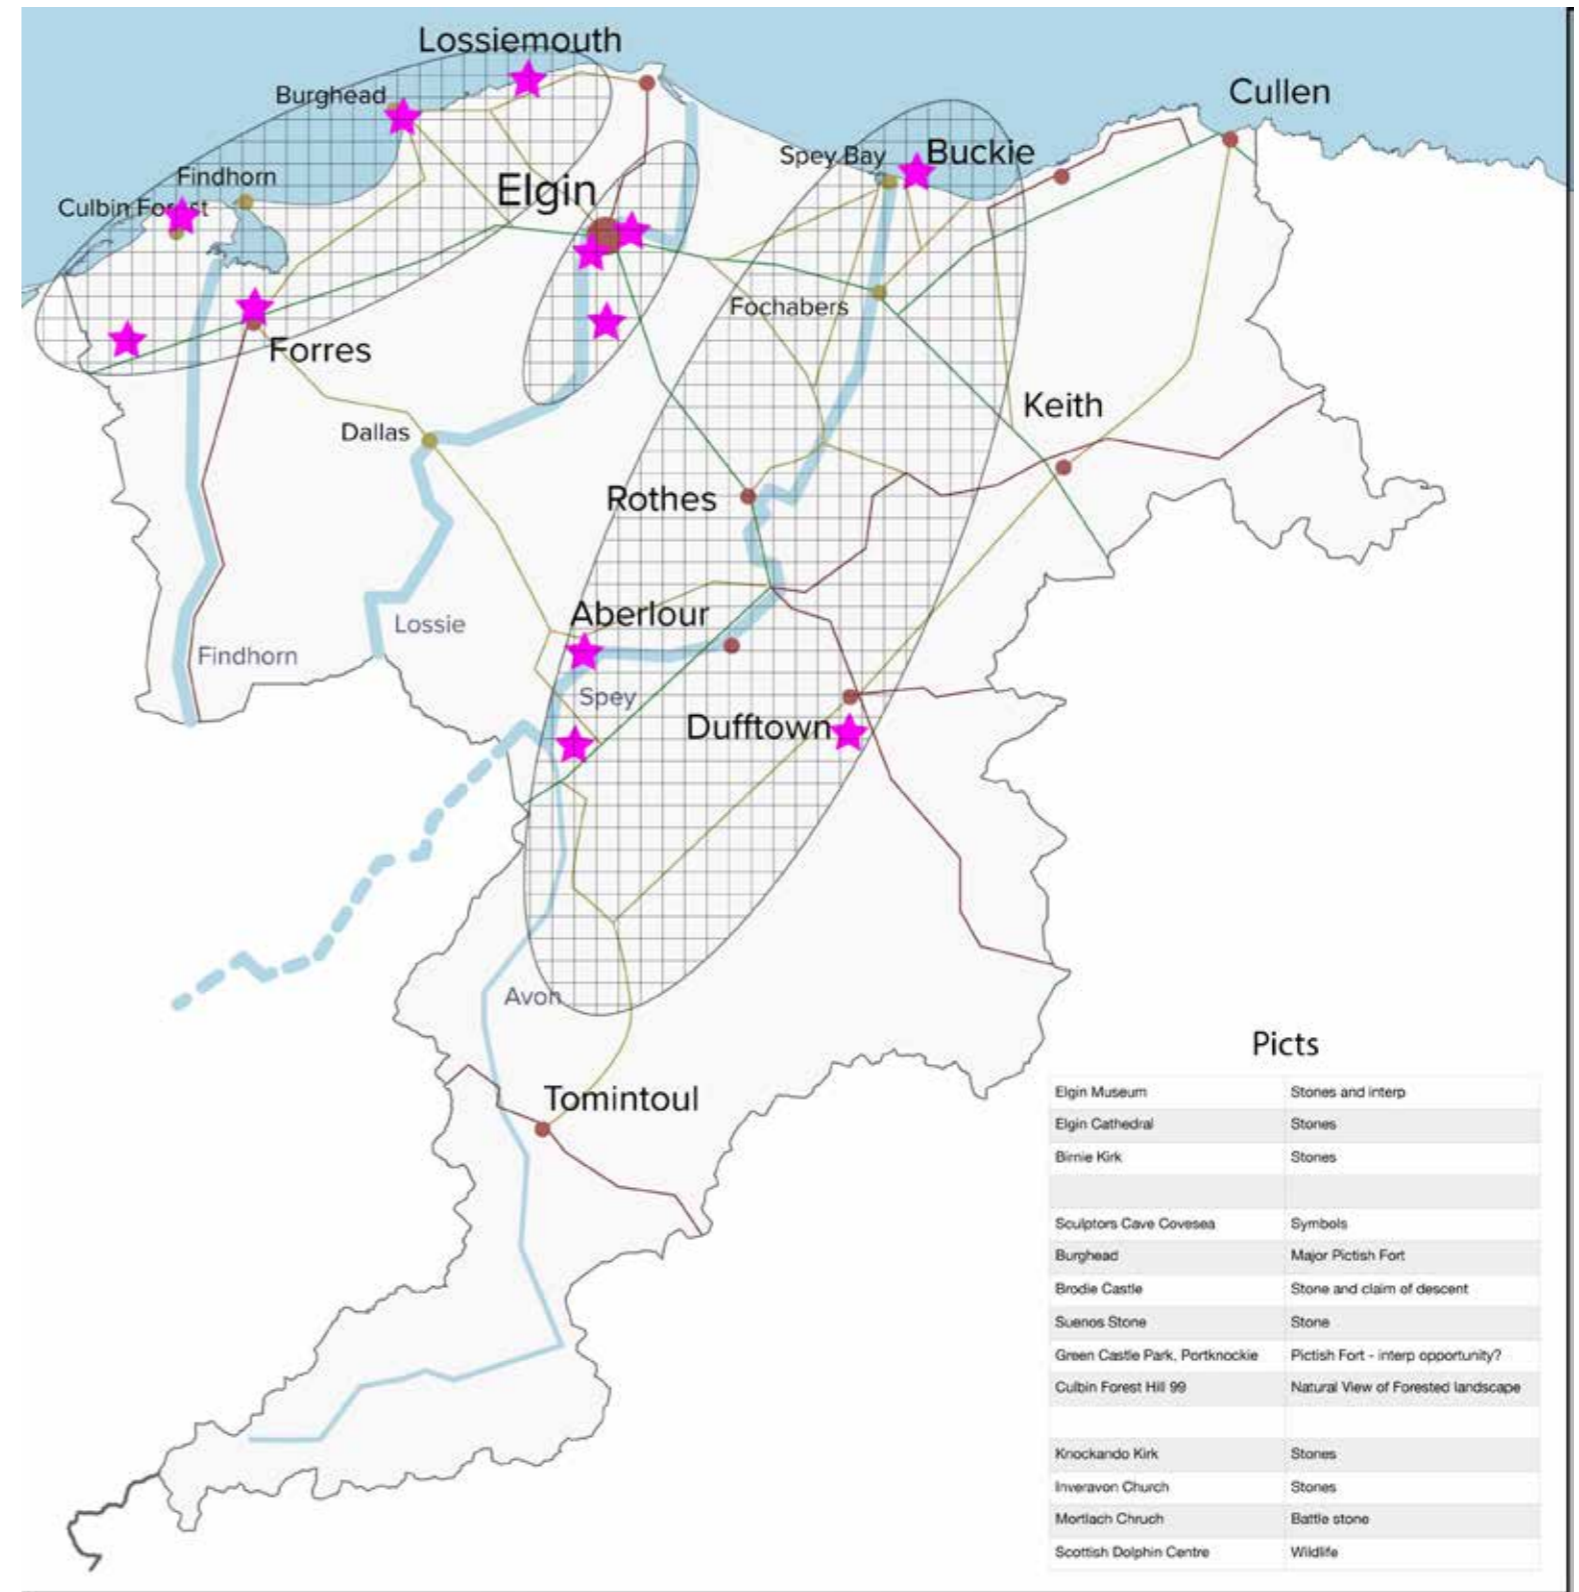 Lossiemouth
Cullen
Burghead
Spey Bay
Buckie
Findhorn
Elgin
Culbin Forest
Fochabers
Forres
Keith
Dallas
Rothes
Aberlour
Lossie
Findhorn
Spey
Dufftown
Avon
Tomintoul
Picts
Elgin Museum Stones and interp
Elgin Cathedral Stones
Birnie Kirk Stones
Sculptors Cave Covesea Symbols
Burghead Major Pictish Fort
Brodie Castle Stone and claim of descent
Suenos Stone Stone
Green Castle Park, Portknockie Pictish Fort - interp opportunity?
Culbin Forest Hill 99 Natural View of Forested landscape
Knockando Kirk Stones
Inveravon Church Stones
Mortlach Chruch Battle stone
Scottish Dolphin Centre Wildlife